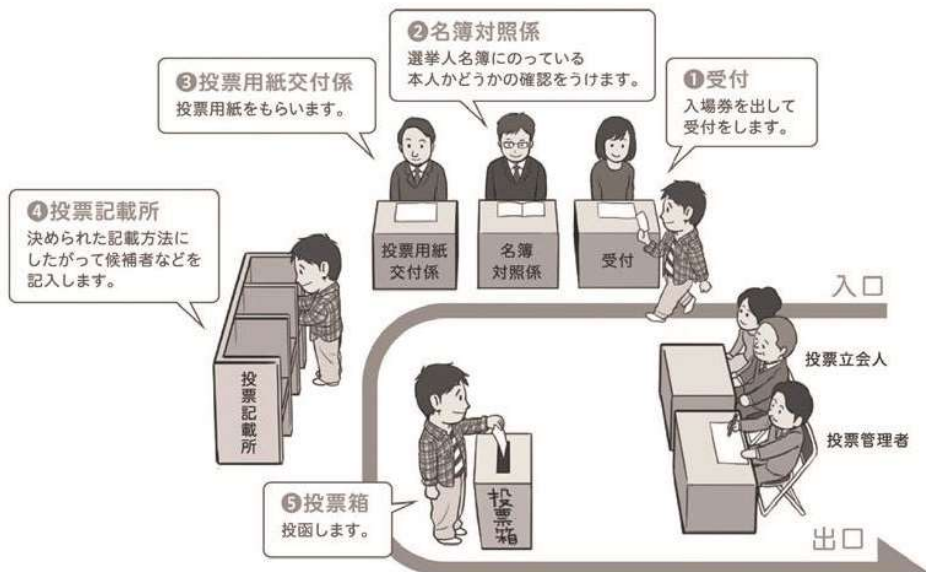 ❷名簿対照係
選挙人名簿にのっている
本人かどうかの確認をうけます。
❸投票用紙交付係
投票用紙をもらいます。
❶受付
入場券を出して
受付をします。
❹投票記載所
決められた記載方法に
したがって候補者などを
記入します。
投票用紙
交付係
名簿
対照係
受付
入口
投票立会人
投票記載所
投票管理者
❺投票箱
投函します。
投票箱
出口